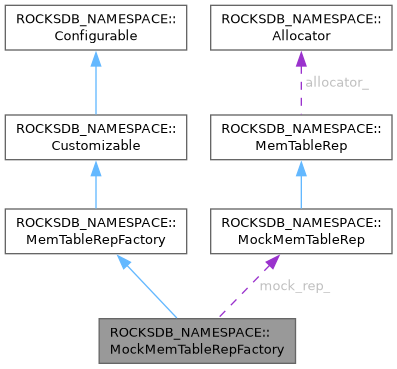 ROCKSDB_NAMESPACE::
Configurable
ROCKSDB_NAMESPACE::
Allocator
allocator_
ROCKSDB_NAMESPACE::
Customizable
ROCKSDB_NAMESPACE::
MemTableRep
ROCKSDB_NAMESPACE::
MemTableRepFactory
ROCKSDB_NAMESPACE::
MockMemTableRep
mock_rep_
ROCKSDB_NAMESPACE::
MockMemTableRepFactory